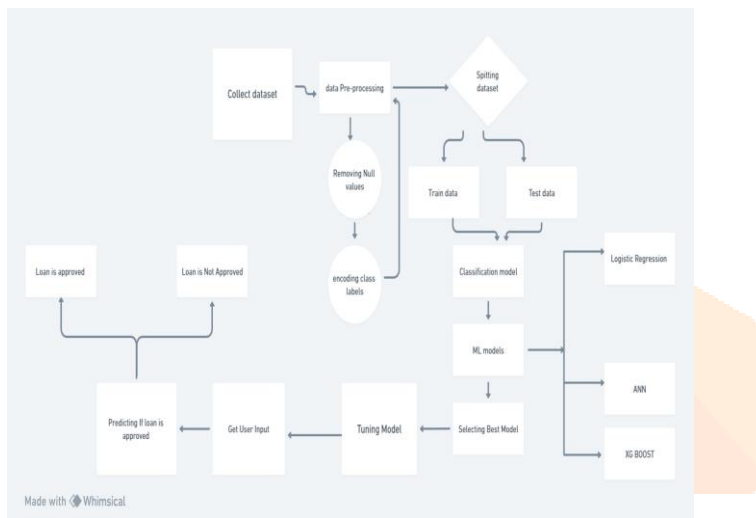 Collect dataset
data Pre-processing
Spitting
dataset
Removing Null
values
encoding class
labels
Train data
Test data
Classification model
ML models
Logistic Regression
ANN
XG BOOST
Selecting Best Model
Tuning Model
Get User Input
Predicting If loan is
approved
Loan is approved
Loan is Not Approved
Made with Whimsical